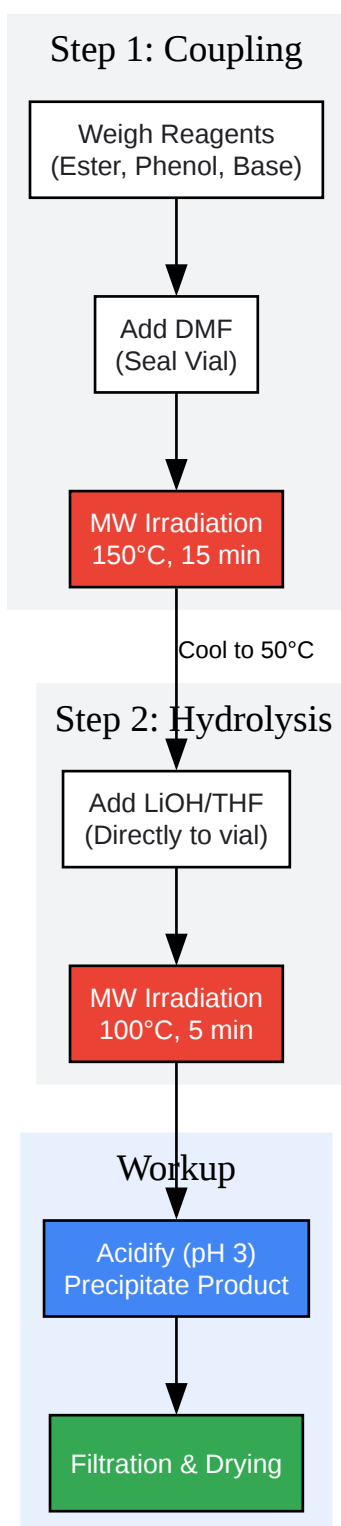 Step 1: Coupling
Weigh Reagents
(Ester, Phenol, Base)
Add DMF
(Seal Vial)
MW Irradiation
150°C, 15 min
Cool to 50°C
Step 2: Hydrolysis
Add LiOH/THF
(Directly to vial)
MW Irradiation
100°C, 5 min
Workup
Acidify (pH 3)
Precipitate Product
Filtration & Drying